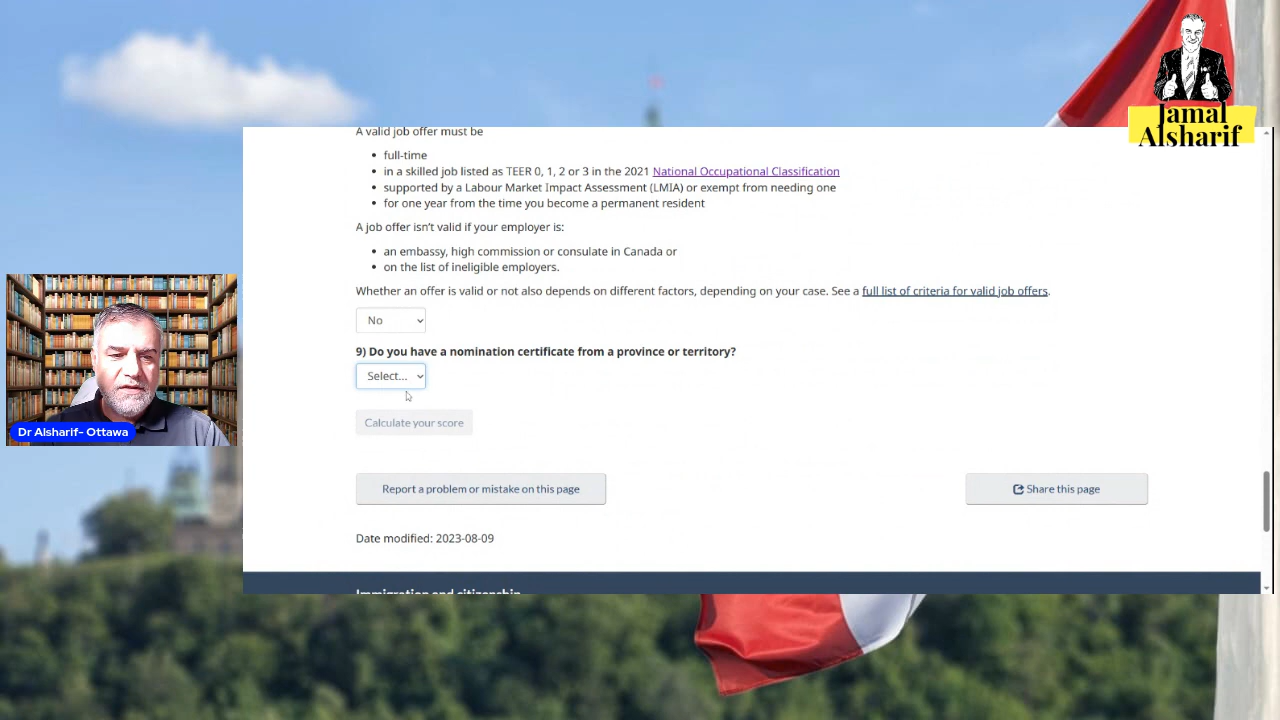 Jamal
Alsharif
A valid job offer must be
full-time
in a skilled job listed as TEER 0, 1, 2 or 3 in the 2021 National Occupational Classification
supported by a Labour Market Impact Assessment (LMIA) or exempt from needing one
for one year from the time you become a permanent resident
A job offer isn’t valid if your employer is:
an embassy, high commission or consulate in Canada or
on the list of ineligible employers.
Whether an offer is valid or not also depends on different factors, depending on your case. See a full list of criteria for valid job offers.
No
9) Do you have a nomination certificate from a province or territory?
Select...
Calculate your score
Dr Alsharif- Ottawa
Report a problem or mistake on this page
Share this page
Date modified: 2023-08-09
Immigration and citizenship